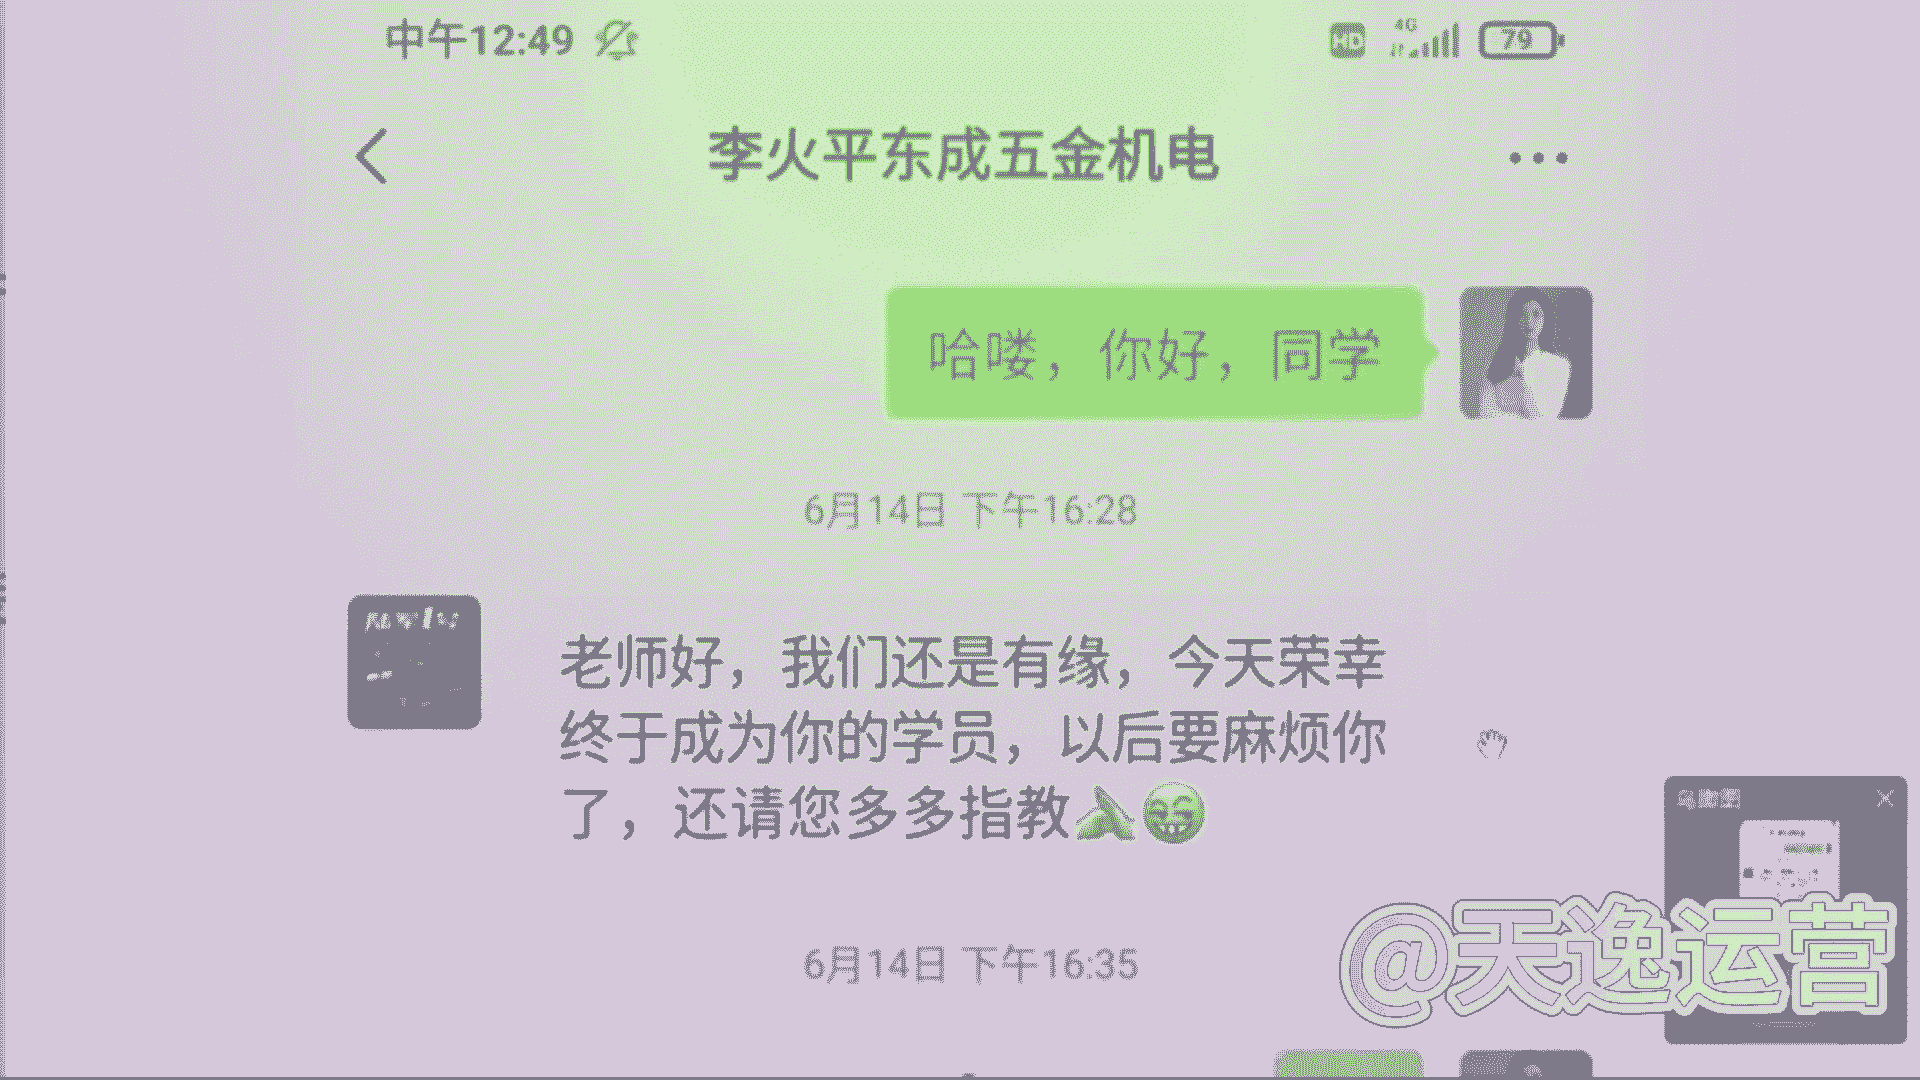 中午12:49
HD 4G 79
李火平东成五金机电
哈喽，你好，同学
6月14日 下午16:28
老师好，我们还是有缘，今天荣幸
终于成为你的学员，以后要麻烦你
了，还请您多多指教
鸟瞰图
6月14日 下午16:35
@天逸运营